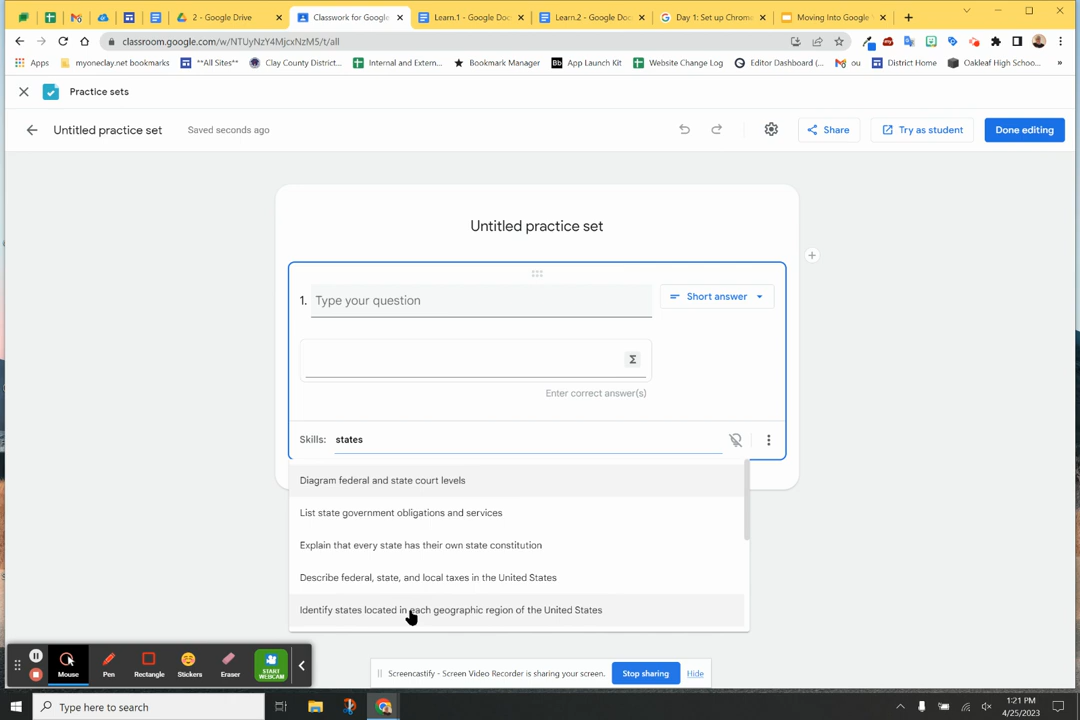 2 - Google Drive
Classwork for Google
Learn.1 - Google Doc
Learn.2 - Google Doc
Day 1: Set up Chrom
Moving Into Google
classroom.google.com/w/NTUyNzY4MjcxNzM5/t/all
Apps
myoneclay.net bookmarks
**All Sites**
Clay County District...
Internal and Extern...
Bookmark Manager
Bb
App Launch Kit
Website Change Log
Editor Dashboard (...
ou
District Home
Oakleaf High Schoo...
»
Practice sets
Untitled practice set
Saved seconds ago
Share
Try as student
Done editing
Untitled practice set
1.
Type your question
Short answer
Σ
Enter correct answer(s)
Skills: states
Diagram federal and state court levels
List state government obligations and services
Explain that every state has their own state constitution
Describe federal, state, and local taxes in the United States
Identify states located in each geographic region of the United States
Mouse
Pen
Rectangle
Stickers
Eraser
START
WEBCAM
Screencastify - Screen Video Recorder is sharing your screen.
Stop sharing
Hide
Type here to search
1:21 PM
4/25/2023